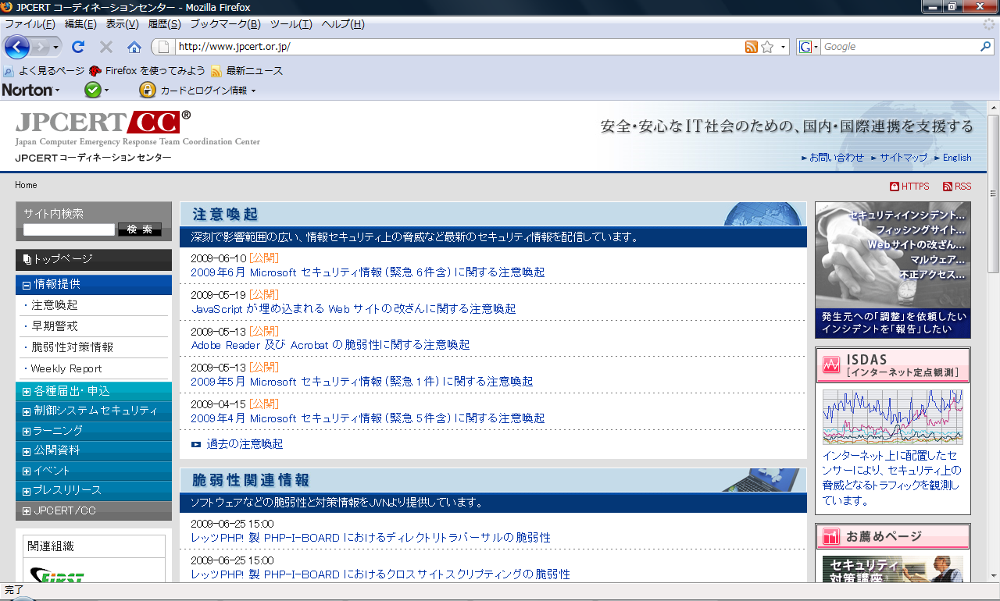 JPCERT コーディネーションセンター - Mozilla Firefox
ファイル(F) 編集(E) 表示(V) 履歴(S) ブックマーク(B) ツール(T) ヘルプ(H)
http://www.jpcert.or.jp/
G Google
よく見るページ Firefox を使ってみよう 最新ニュース
Norton カードとログイン情報
JPCERT/CC®
Japan Computer Emergency Response Team Coordination Center
JPCERT コーディネーションセンター
安全・安心なIT社会のための、国内・国際連携を支援する
お問い合わせ サイトマップ English
Home
HTTPS RSS
サイト内検索
検 索
トップページ
情報提供
・注意喚起
・早期警戒
・脆弱性対策情報
・Weekly Report
各種届出・申込
制御システムセキュリティ
ラーニング
公開資料
イベント
プレスリリース
JPCERT/CC
関連組織
FIRST
注意喚起
深刻で影響範囲の広い、情報セキュリティ上の脅威など最新のセキュリティ情報を配信しています。
2009-06-10 [公開]
2009年6月 Microsoft セキュリティ情報 (緊急 6件含) に関する注意喚起
2009-05-19 [公開]
JavaScript が埋め込まれる Web サイトの改ざんに関する注意喚起
2009-05-13 [公開]
Adobe Reader 及び Acrobat の脆弱性に関する注意喚起
2009-05-13 [公開]
2009年5月 Microsoft セキュリティ情報 (緊急 1件) に関する注意喚起
2009-04-15 [公開]
2009年4月 Microsoft セキュリティ情報 (緊急 5件含) に関する注意喚起
過去の注意喚起
脆弱性関連情報
ソフトウェアなどの脆弱性と対策情報をJVNより提供しています。
2009-06-25 15:00
レッツPHP! 製 PHP-I-BOARD におけるディレクトリトラバーサルの脆弱性
2009-06-25 15:00
レッツPHP! 製 PHP-I-BOARD におけるクロスサイトスクリプティングの脆弱性
セキュリティインシデント...
フィッシングサイト...
Webサイトの改ざん...
マルウェア...
不正アクセス...
発生元への「調整」を依頼したい
インシデントを「報告」したい
ISDAS
[インターネット定点観測]
インターネット上に配置したセ
ンサーにより、セキュリティ上の
脅威となるトラフィックを観測し
ています。
お薦めページ
セキュリティ
対策講座
完了